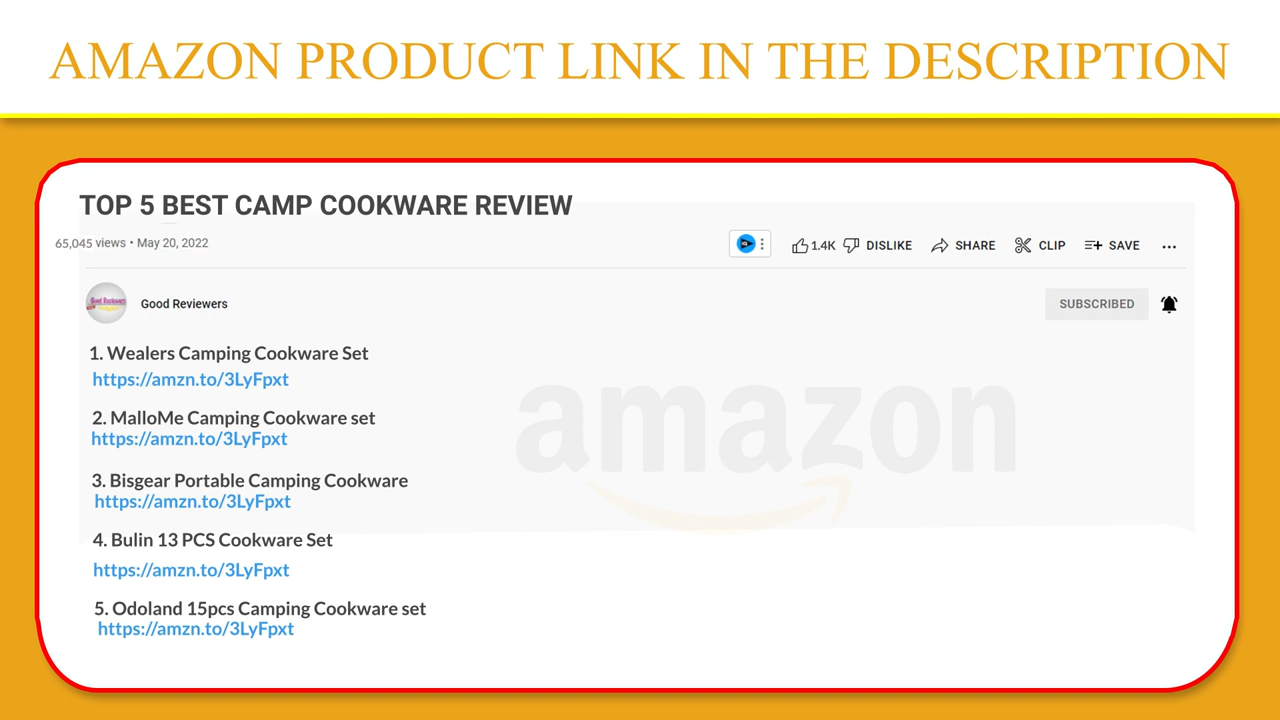 AMAZON PRODUCT LINK IN THE DESCRIPTION
TOP 5 BEST CAMP COOKWARE REVIEW
65,045 views • May 20, 2022
1.4K DISLIKE SHARE CLIP SAVE ...
Good Reviewers
SUBSCRIBED
1. Wealers Camping Cookware Set
https://amzn.to/3LyFpxt
2. MalloMe Camping Cookware set
https://amzn.to/3LyFpxt
3. Bisgear Portable Camping Cookware
https://amzn.to/3LyFpxt
4. Bulin 13 PCS Cookware Set
https://amzn.to/3LyFpxt
5. Odoland 15pcs Camping Cookware set
https://amzn.to/3LyFpxt
amazon